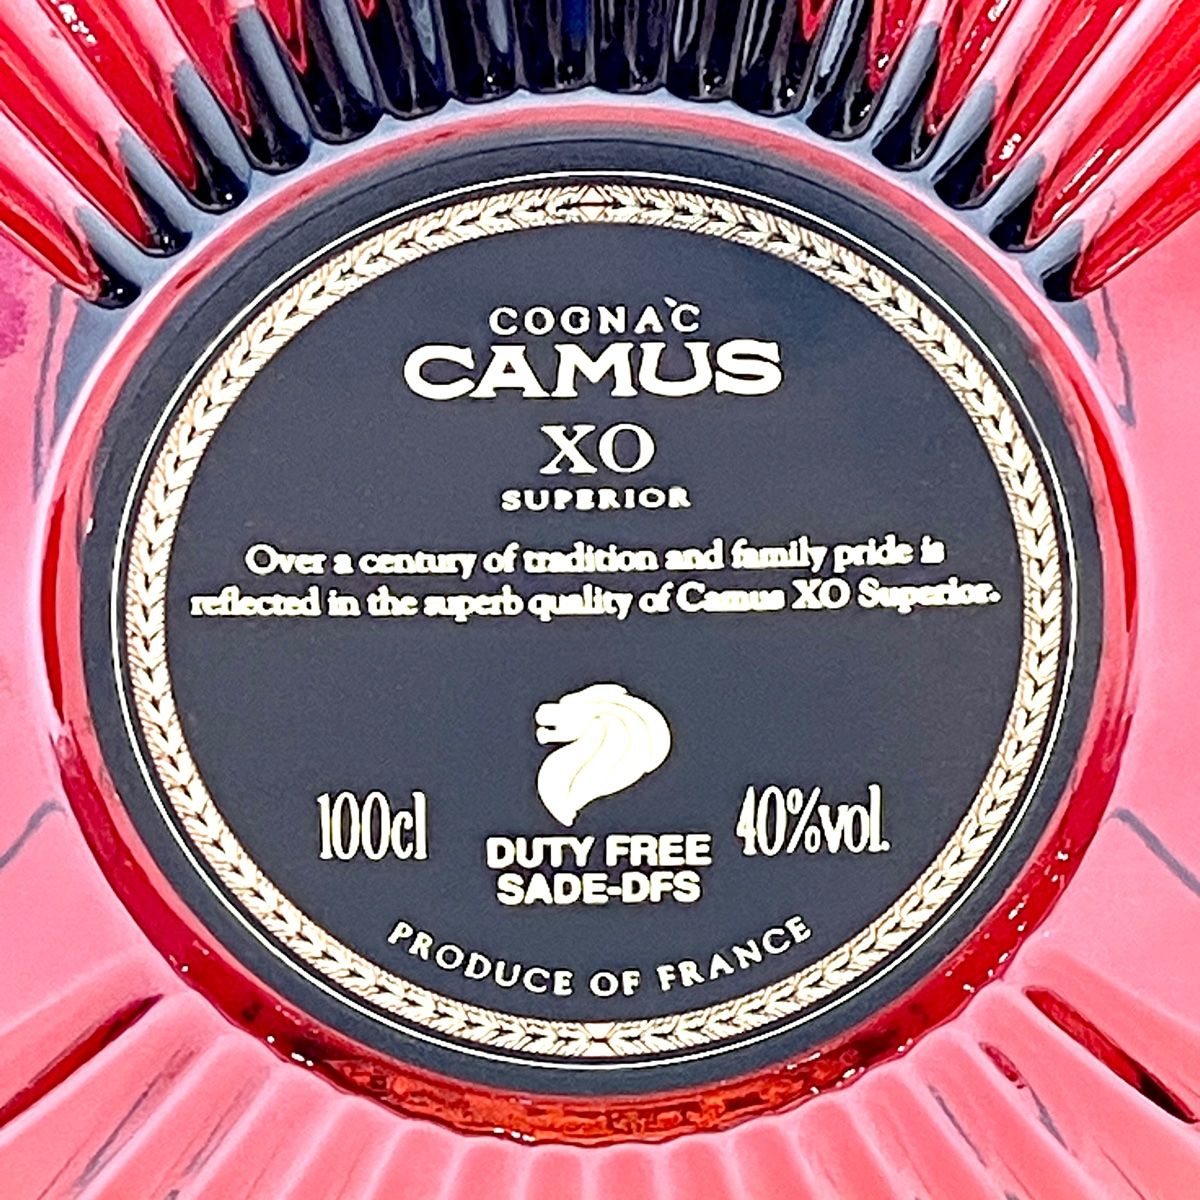 COGNAC
CAMUS
XO
SUPERIOR
Over a century of tradition and family pride is
reflected in the superb quality of Camus XO Superior.
100cl
40%vol.
DUTY FREE
SADE-DFS
PRODUCE OF FRANCE